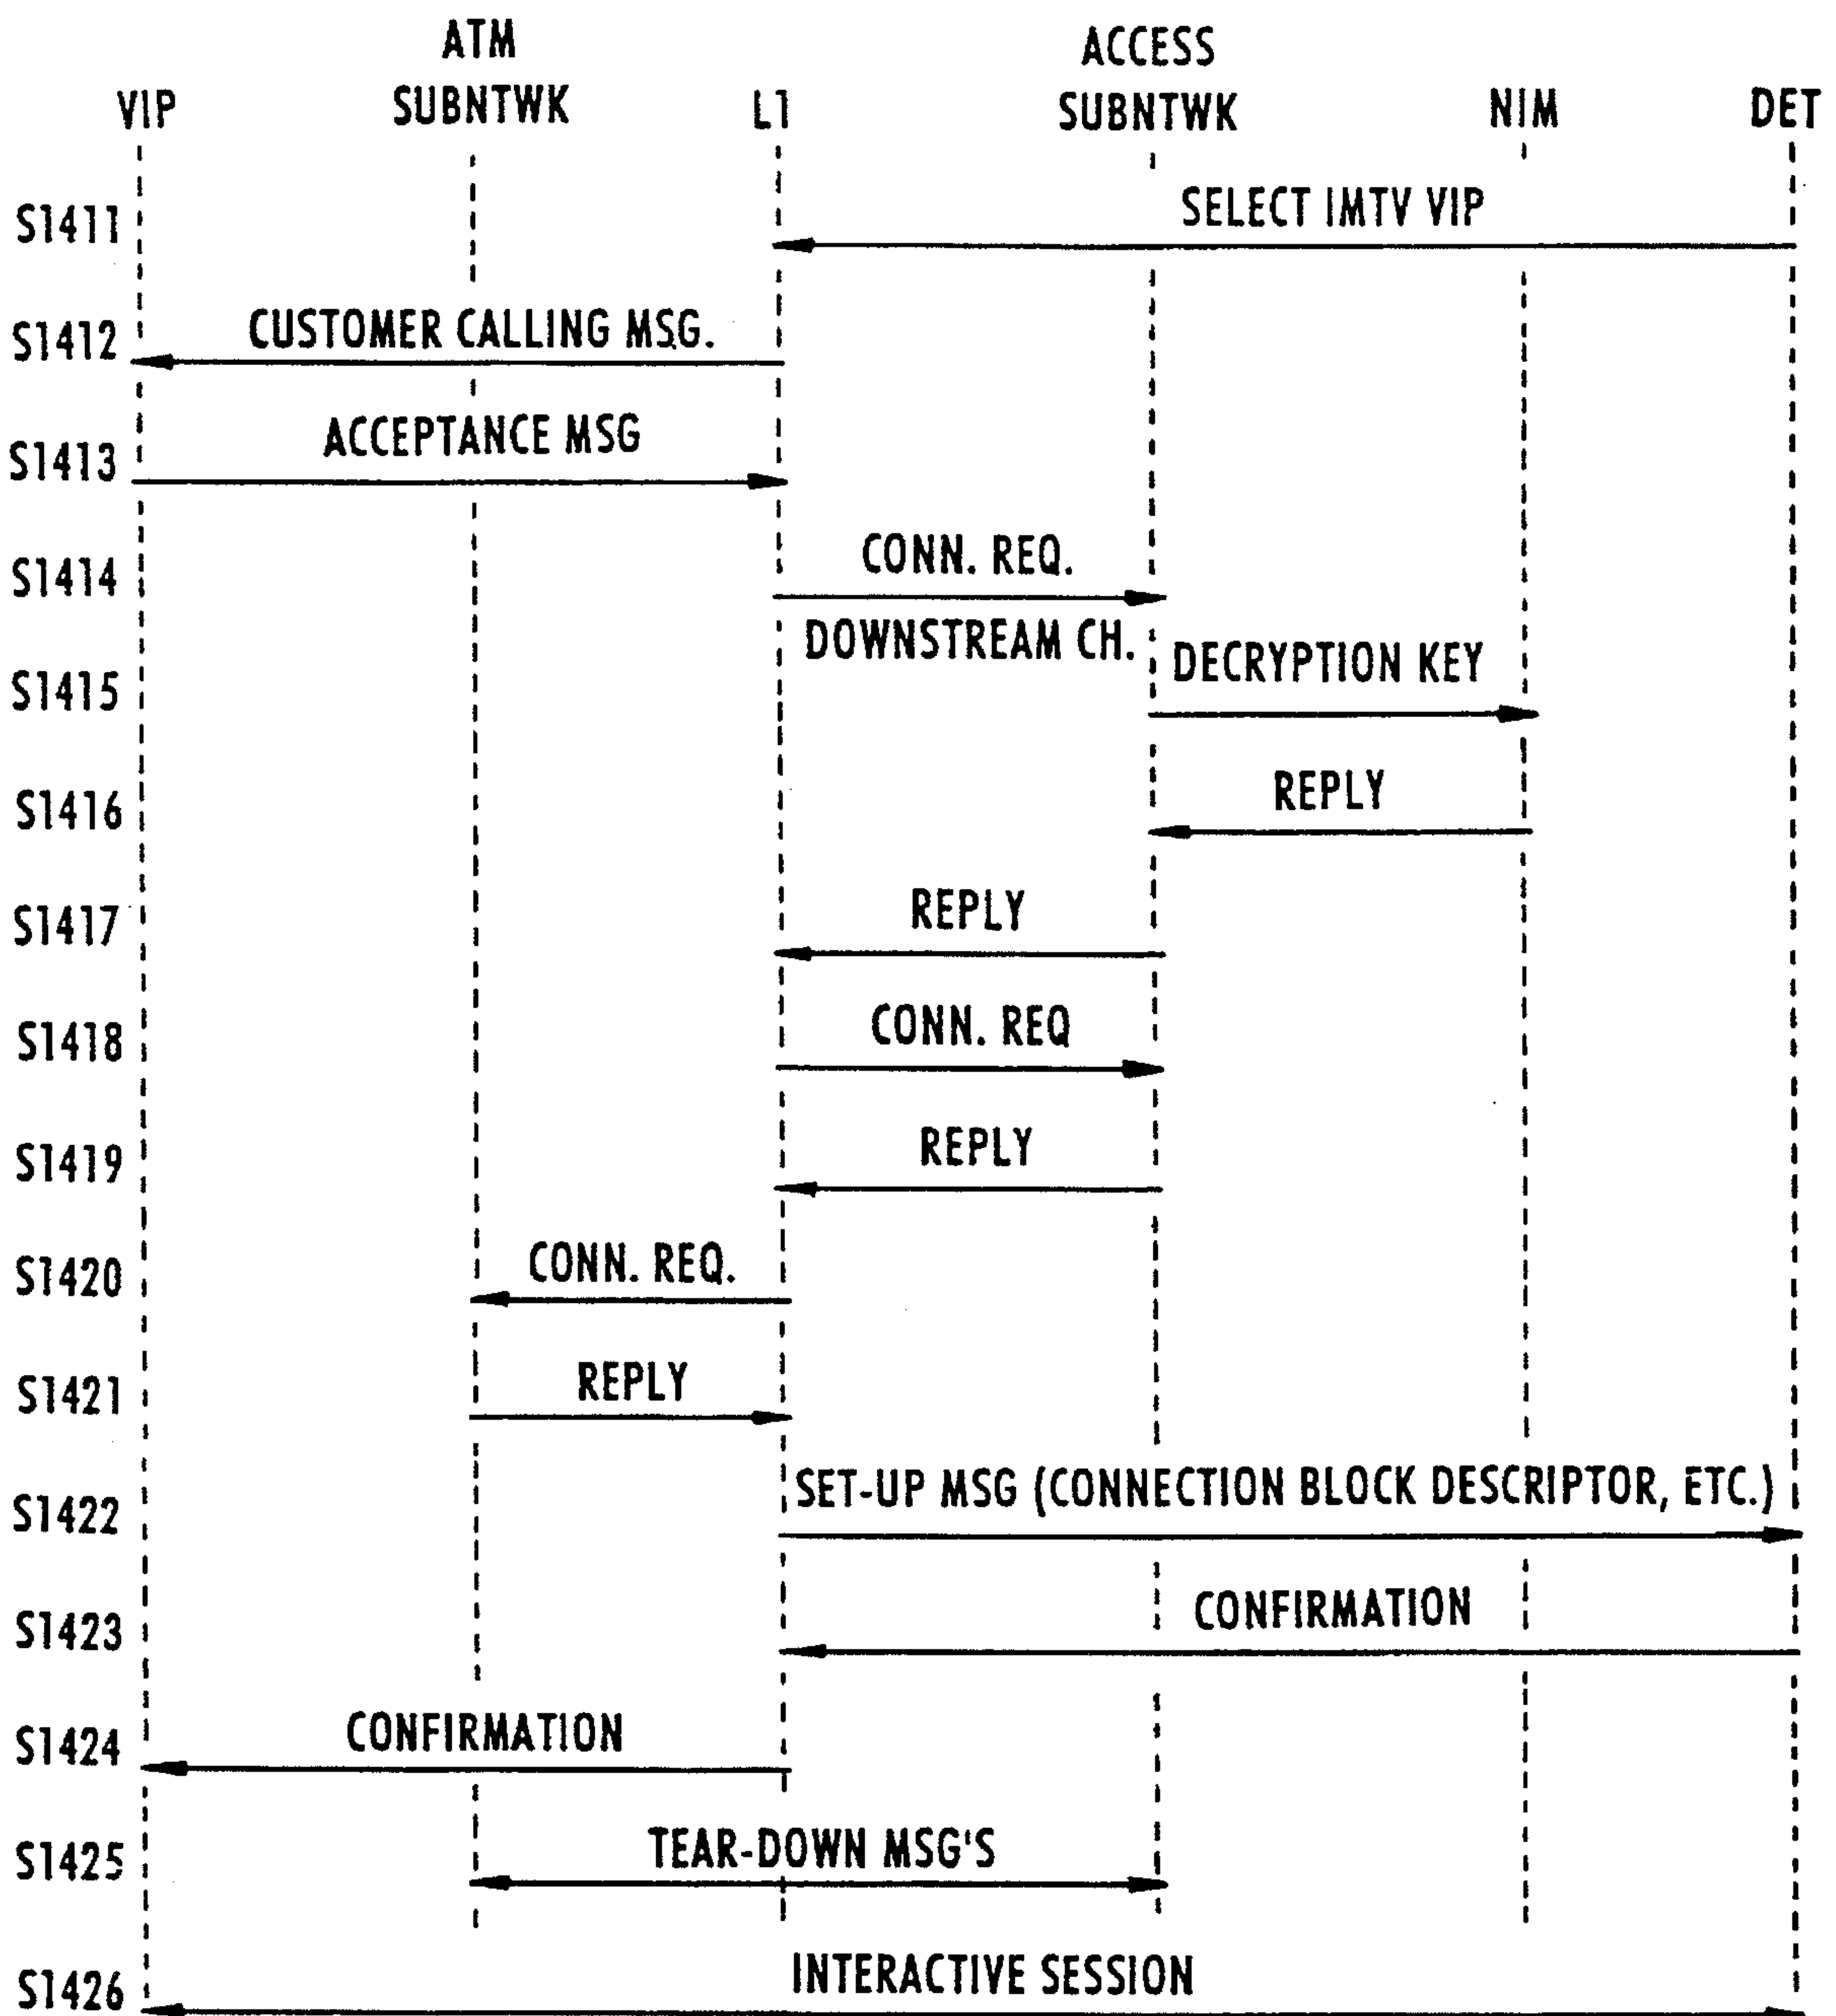 VIP
ATM
SUBNTWK
L1
ACCESS
SUBNTWK
NIM
DET
S1411
SELECT IMTV VIP
S1412
CUSTOMER CALLING MSG.
S1413
ACCEPTANCE MSG
S1414
CONN. REQ.
DOWNSTREAM CH.
S1415
DECRYPTION KEY
S1416
REPLY
S1417
REPLY
S1418
CONN. REQ
S1419
REPLY
S1420
CONN. REQ.
S1421
REPLY
S1422
SET-UP MSG (CONNECTION BLOCK DESCRIPTOR, ETC.)
S1423
CONFIRMATION
S1424
CONFIRMATION
S1425
TEAR-DOWN MSG'S
S1426
INTERACTIVE SESSION